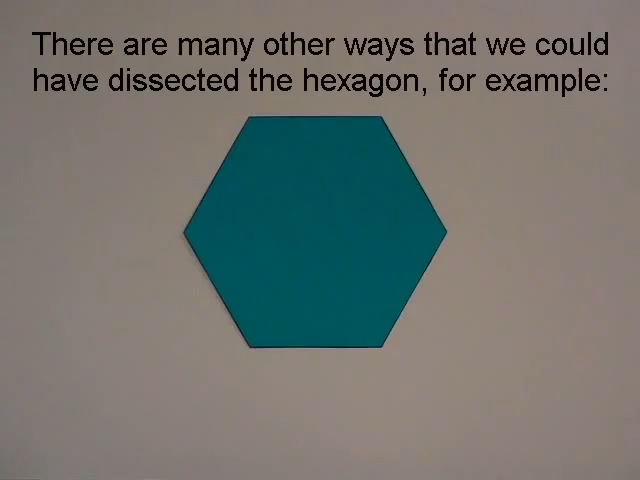 There are many other ways that we could
have dissected the hexagon, for example: